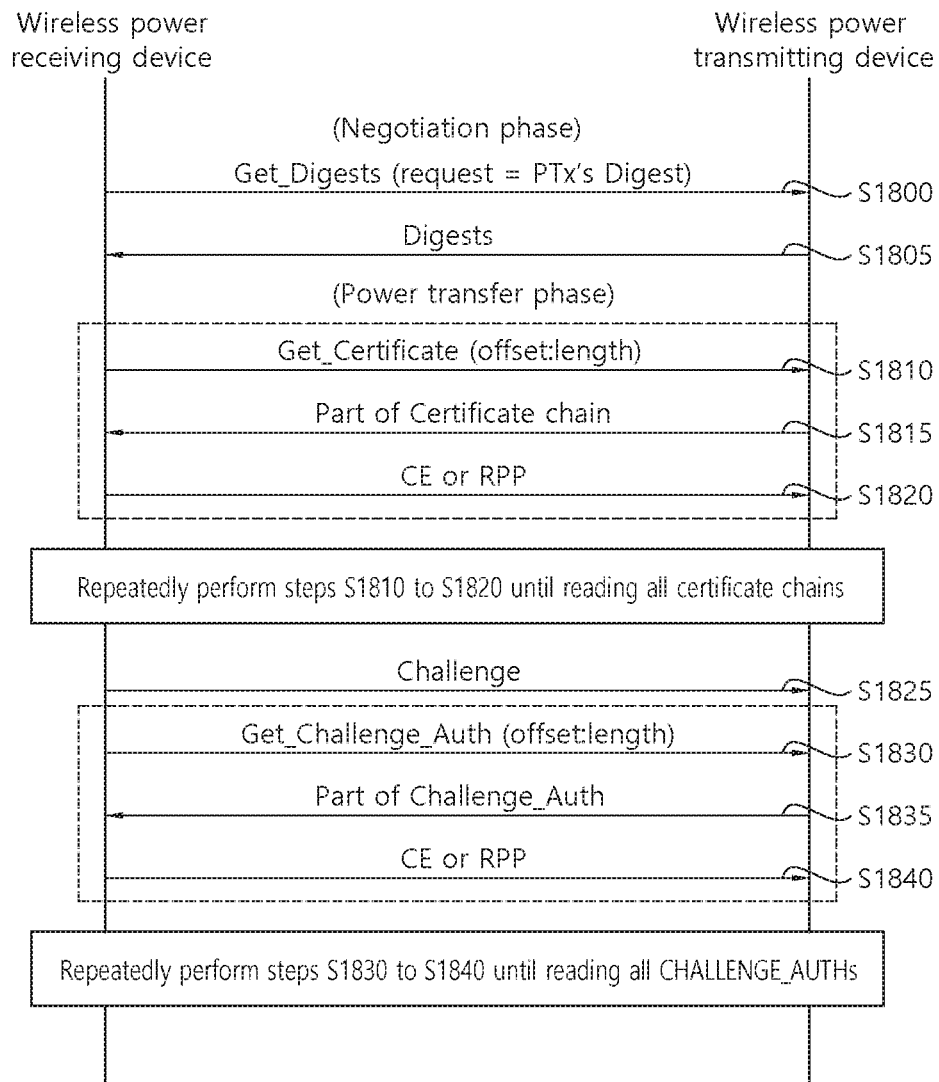 Wireless power
receiving device
Wireless power
transmitting device
(Negotiation phase)
Get_Digests (request = PTx's Digest)
S1800
Digests
S1805
(Power transfer phase)
Get_Certificate (offset:length)
S1810
Part of Certificate chain
S1815
CE or RPP
S1820
Repeatedly perform steps S1810 to S1820 until reading all certificate chains
Challenge
S1825
Get_Challenge_Auth (offset:length)
S1830
Part of Challenge_Auth
S1835
CE or RPP
S1840
Repeatedly perform steps S1830 to S1840 until reading all CHALLENGE_AUTHs